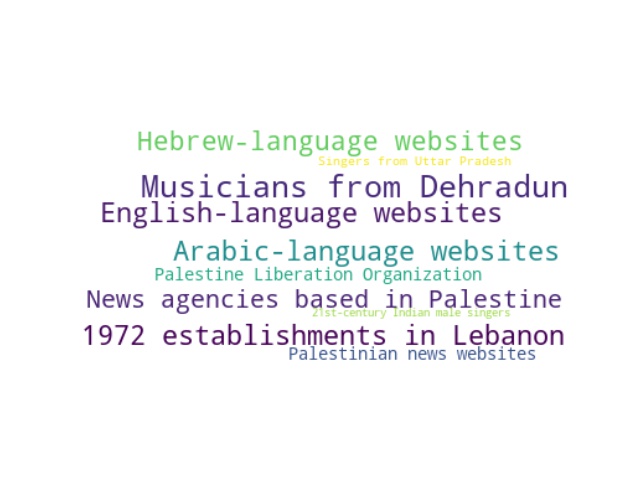 Hebrew-language websites
Singers from Uttar Pradesh
Musicians from Dehradun
English-language websites
Arabic-language websites
Palestine Liberation Organization
News agencies based in Palestine
21st-century Indian male singers
1972 establishments in Lebanon
Palestinian news websites